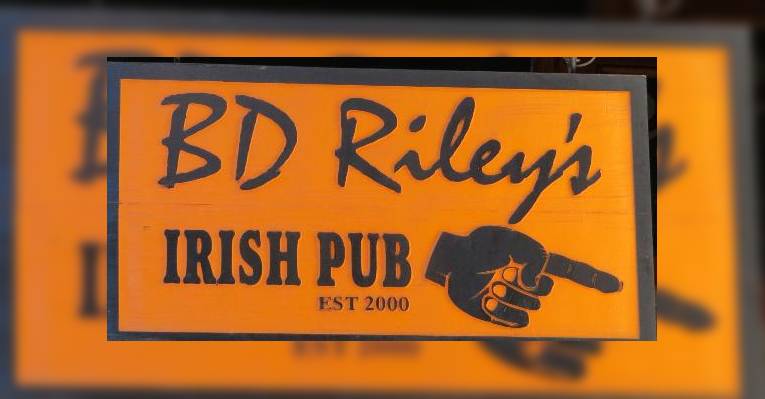 BD Riley's
IRISH PUB
EST 2000